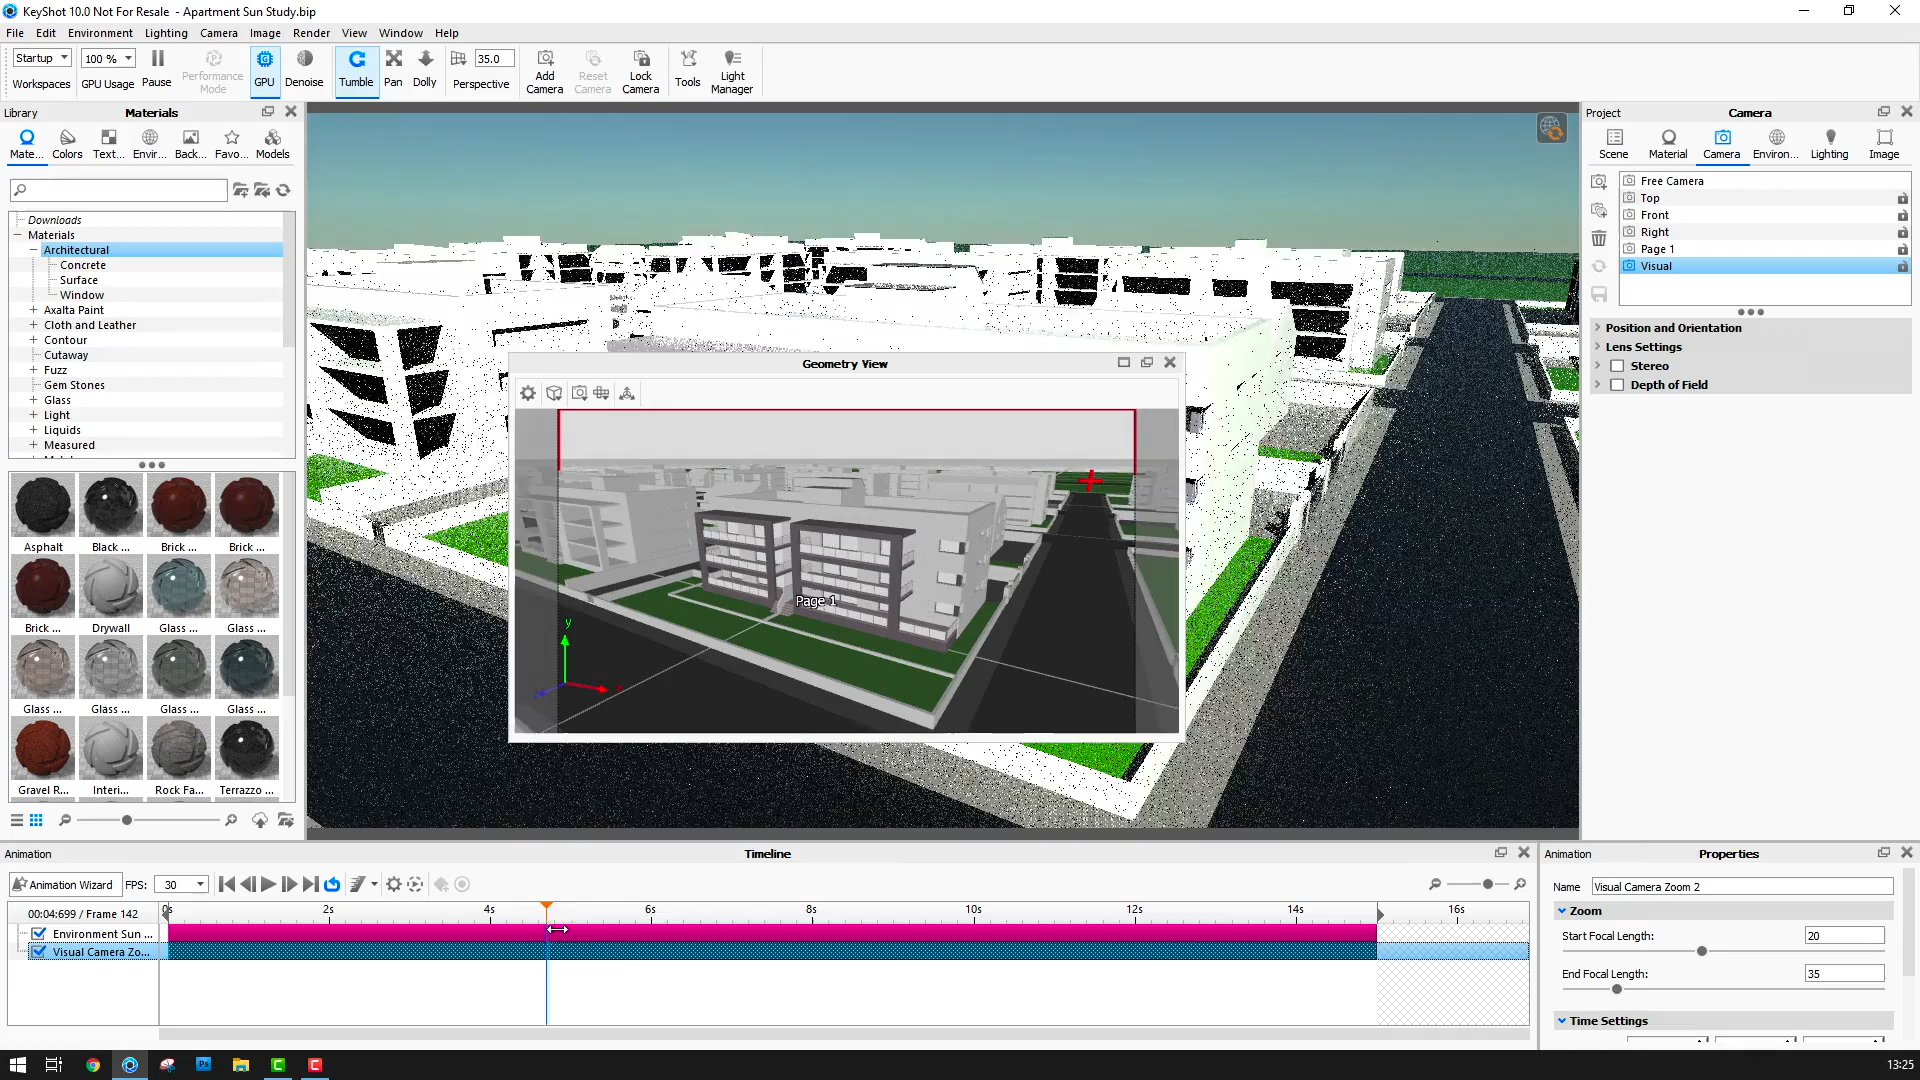 KeyShot 10.0 Not For Resale - Apartment Sun Study.bip
File Edit Environment Lighting Camera Image Render View Window Help
Startup 100 % 35.0
Workspaces GPU Usage Pause Performance Mode GPU Denoise Tumble Pan Dolly Perspective Add Camera Reset Camera Lock Camera Tools Light Manager
Library Materials
Mate... Colors Text... Envir... Back... Favo... Models
Downloads
Materials
Architectural
Concrete
Surface
Window
Axalta Paint
Cloth and Leather
Contour
Cutaway
Fuzz
Gem Stones
Glass
Light
Liquids
Measured
Asphalt Black ... Brick ... Brick ...
Brick ... Drywall Glass ... Glass ...
Glass ... Glass ... Glass ... Glass ...
Gravel R... Interi... Rock Fa... Terrazzo ...
Geometry View
Page 1
y
Project Camera
Scene Material Camera Environ... Lighting Image
Free Camera
Top
Front
Right
Page 1
Visual
Position and Orientation
Lens Settings
Stereo
Depth of Field
Animation Timeline
Animation Wizard FPS: 30
00:04:699 / Frame 142
0s 2s 4s 6s 8s 10s 12s 14s 16s
Environment Sun ...
Visual Camera Zo...
Animation Properties
Name Visual Camera Zoom 2
Zoom
Start Focal Length: 20
End Focal Length: 35
Time Settings
13:25